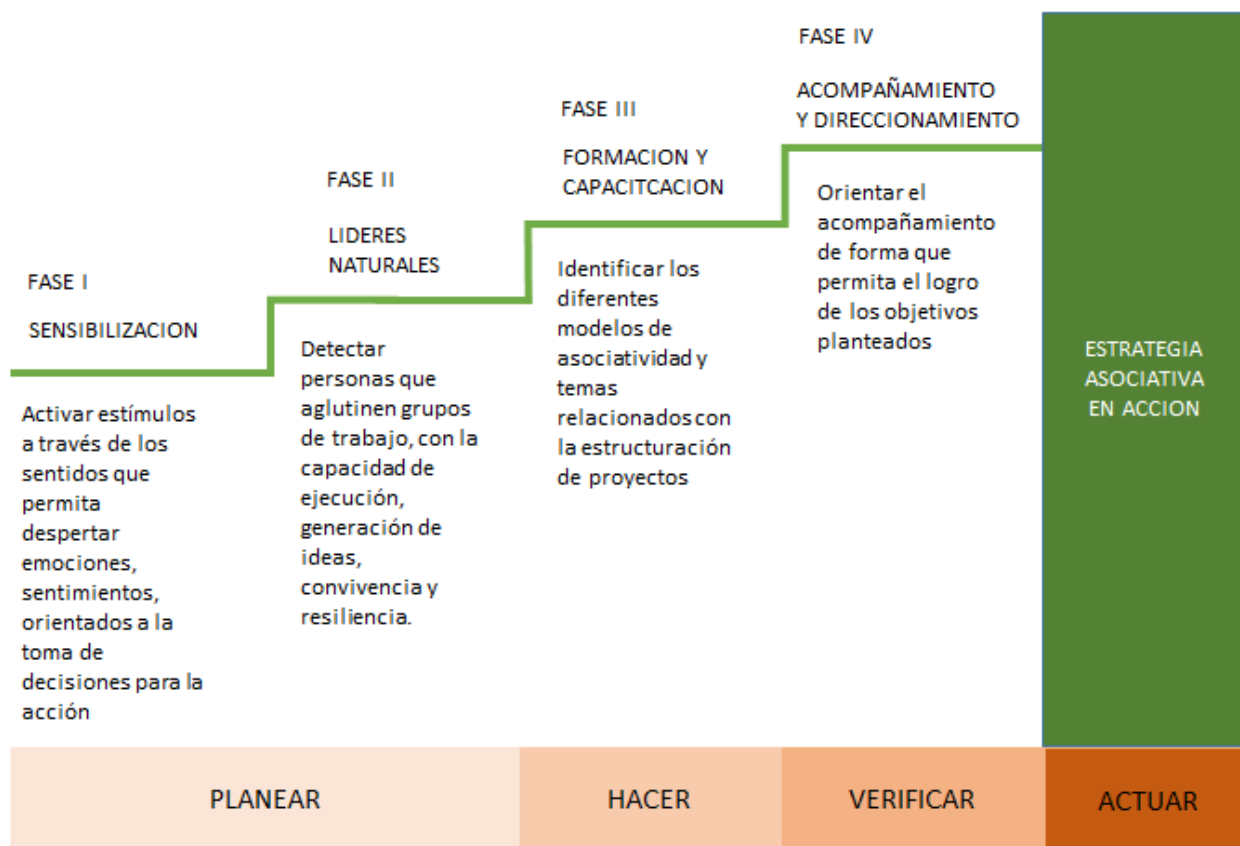 FASE I
SENSIBILIZACION
Activar estímulos
a través de los
sentidos que
permita
despertar
emociones,
sentimientos,
orientados a la
toma de
decisiones para la
acción
FASE II
LIDERES
NATURALES
Detectar
personas que
aglutinen grupos
de trabajo, con la
capacidad de
ejecución,
generación de
ideas,
convivencia y
resiliencia.
FASE III
FORMACION Y
CAPACITCACION
Identificar los
diferentes
modelos de
asociatividad y
temas
relacionados con
la estructuración
de proyectos
FASE IV
ACOMPAÑAMIENTO
Y DIRECCIONAMIENTO
Orientar el
acompañamiento
de forma que
permita el logro
de los objetivos
planteados
ESTRATEGIA
ASOCIATIVA
EN ACCION
PLANEAR
HACER
VERIFICAR
ACTUAR